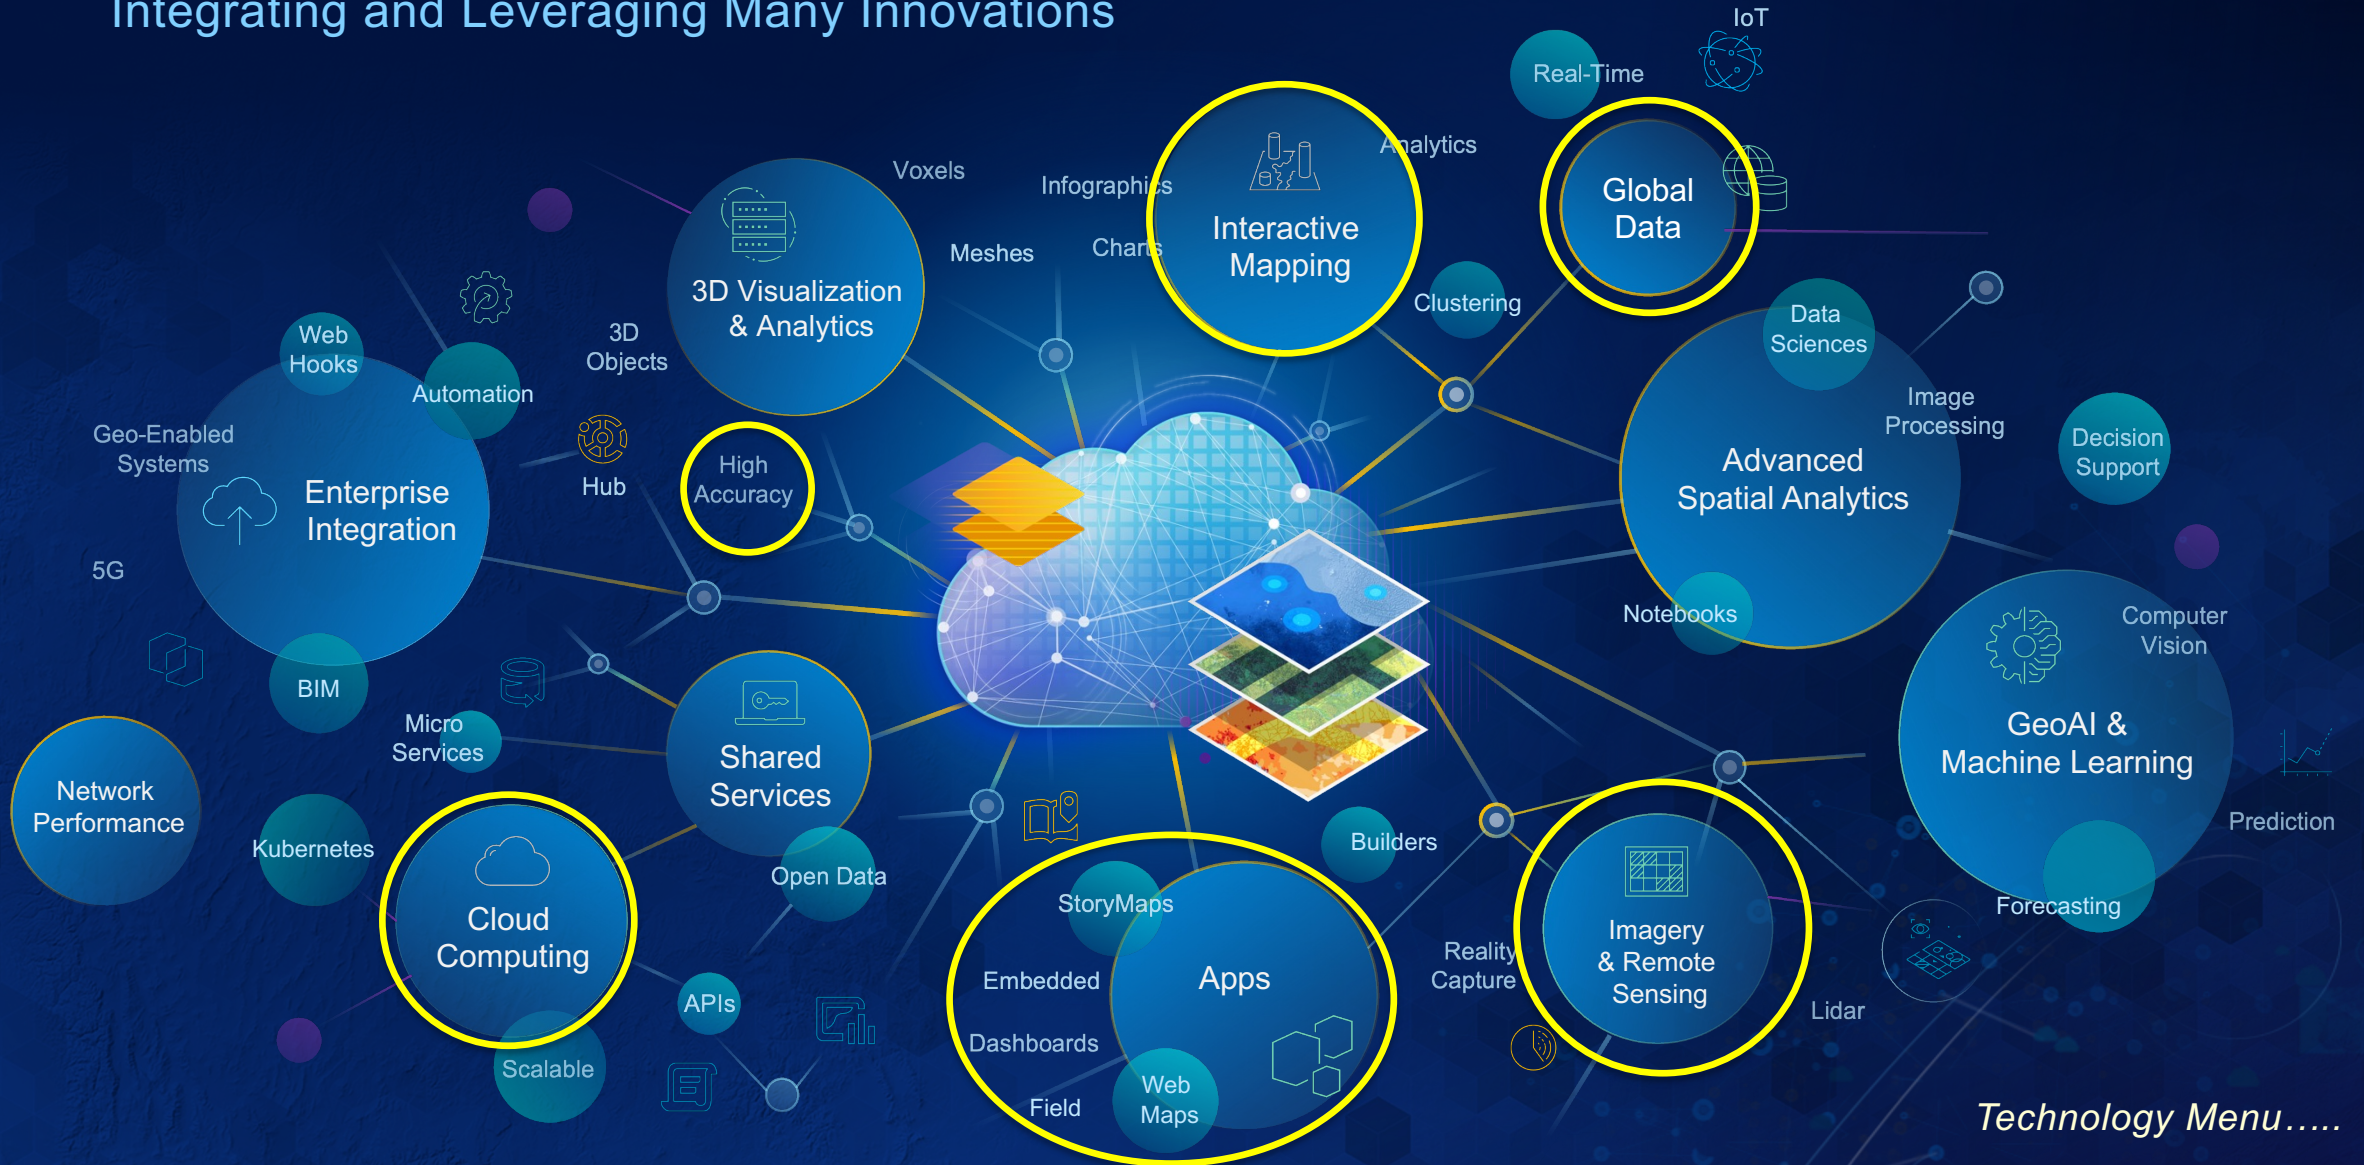 Integrating and Leveraging Many Innovations
IoT
Real-Time
Analytics
Voxels
Infographics
Global
Data
Interactive
Mapping
Meshes
Charts
3D Visualization
& Analytics
Clustering
Data
Sciences
Web
Hooks
3D
Objects
Automation
Image
Processing
Geo-Enabled
Systems
Decision
Support
High
Accuracy
Hub
Advanced
Spatial Analytics
Enterprise
Integration
5G
Notebooks
Computer
Vision
BIM
Micro
Services
Shared
Services
GeoAI &
Machine Learning
Network
Performance
Prediction
Kubernetes
Builders
Open Data
StoryMaps
Forecasting
Cloud
Computing
Imagery
& Remote
Sensing
Reality
Capture
Embedded
Apps
APIs
Lidar
Dashboards
Scalable
Web
Maps
Field
Technology Menu.....